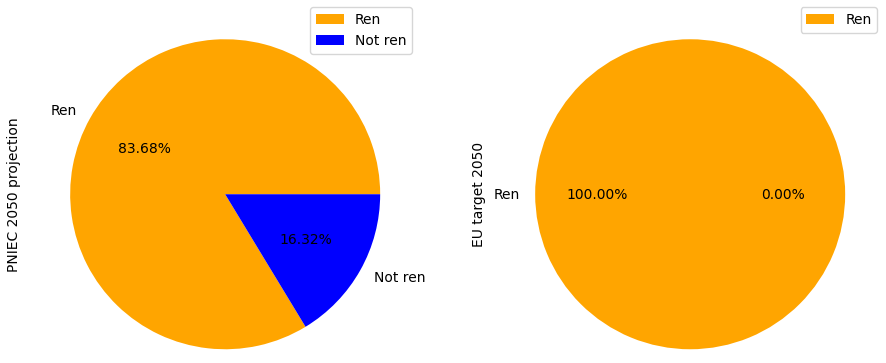 Ren
Not ren
Ren
83.68%
16.32%
Not ren
PNIEC 2050 projection
Ren
EU target 2050
Ren
100.00%
0.00%